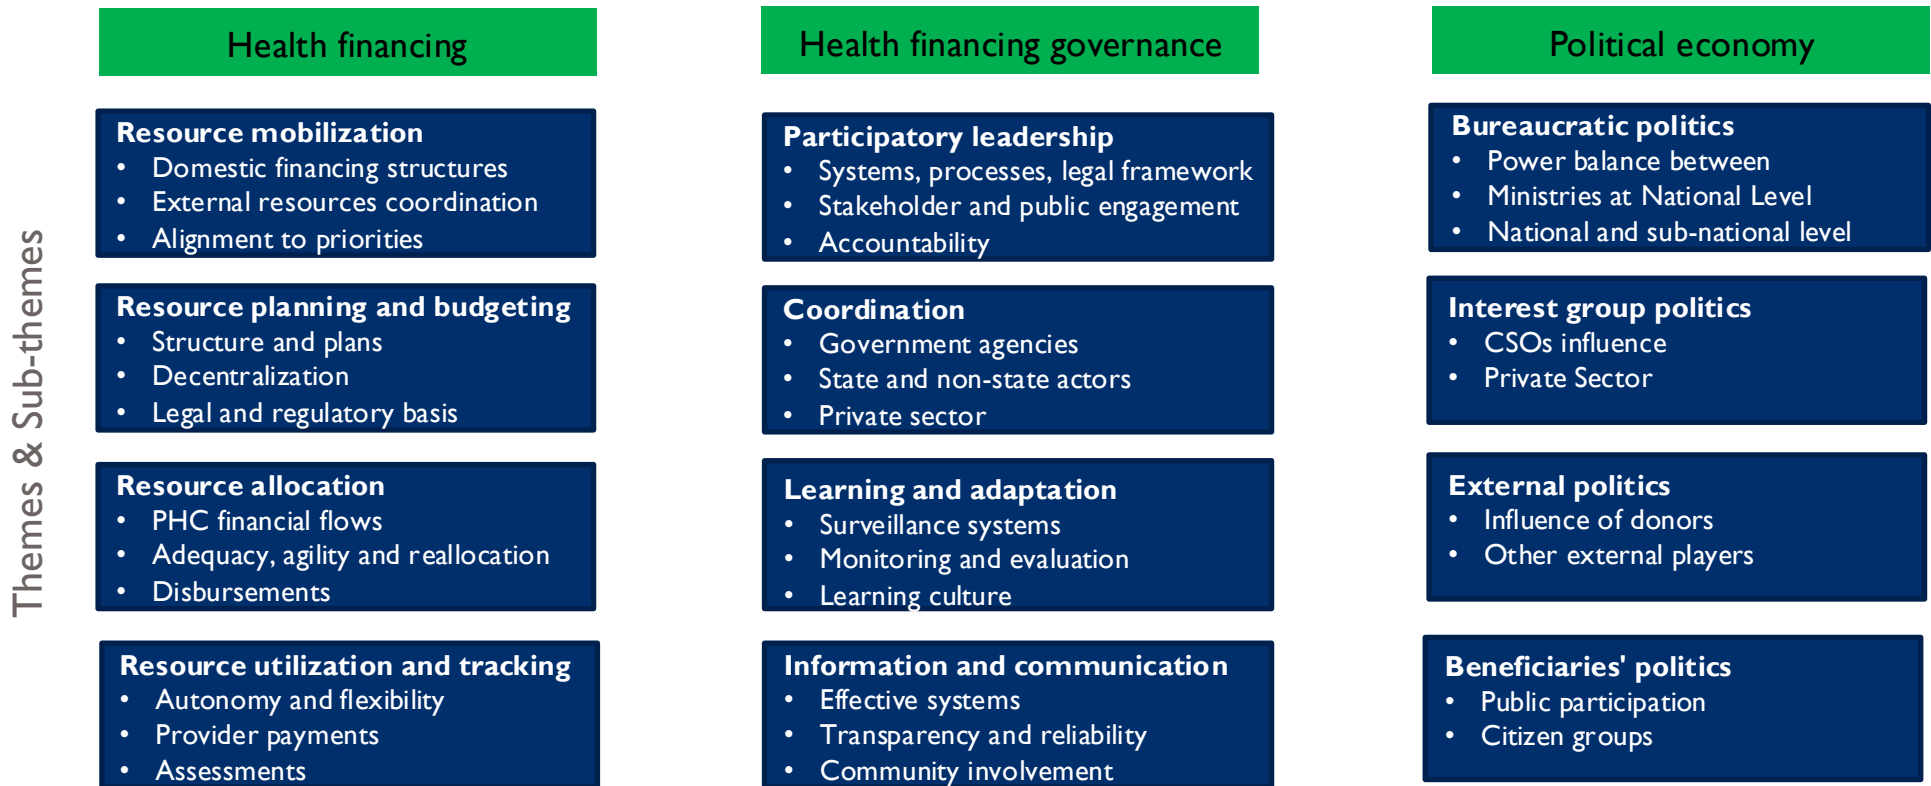 Themes & Sub-themes
Health financing
Resource mobilization
• Domestic financing structures
• External resources coordination
• Alignment to priorities
Resource planning and budgeting
• Structure and plans
• Decentralization
• Legal and regulatory basis
Resource allocation
• PHC financial flows
• Adequacy, agility and reallocation
• Disbursements
Resource utilization and tracking
• Autonomy and flexibility
• Provider payments
• Assessments
Health financing governance
Participatory leadership
• Systems, processes, legal framework
• Stakeholder and public engagement
• Accountability
Coordination
• Government agencies
• State and non-state actors
• Private sector
Learning and adaptation
• Surveillance systems
• Monitoring and evaluation
• Learning culture
Information and communication
• Effective systems
• Transparency and reliability
• Community involvement
Political economy
Bureaucratic politics
• Power balance between
• Ministries at National Level
• National and sub-national level
Interest group politics
• CSOs influence
• Private Sector
External politics
• Influence of donors
• Other external players
Beneficiaries' politics
• Public participation
• Citizen groups